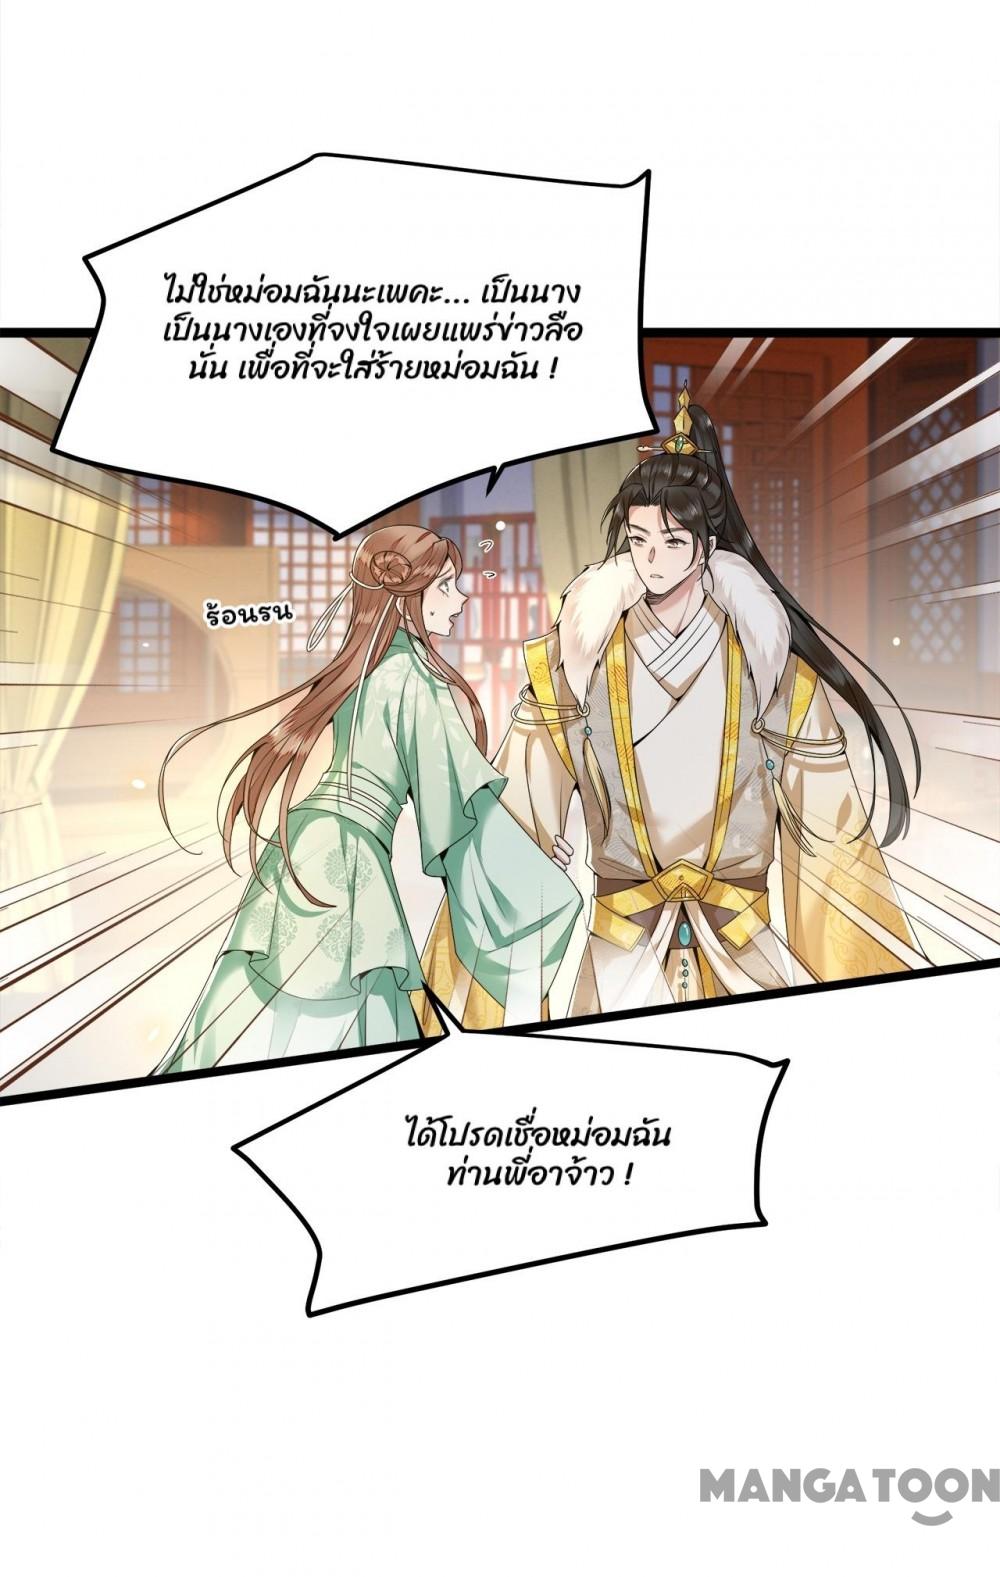 ไม่ใช่หม่อมฉันนะเพคะ... เป็นนาง
เป็นนางเองที่จงใจเผยแพร่ข่าวลือ
นั่น เพื่อที่จะใส่ร้ายหม่อมฉัน !
ร้อนรน
ได้โปรดเชื่อหม่อมฉัน
ท่านพี่อาจ้าว !
MANGATOON